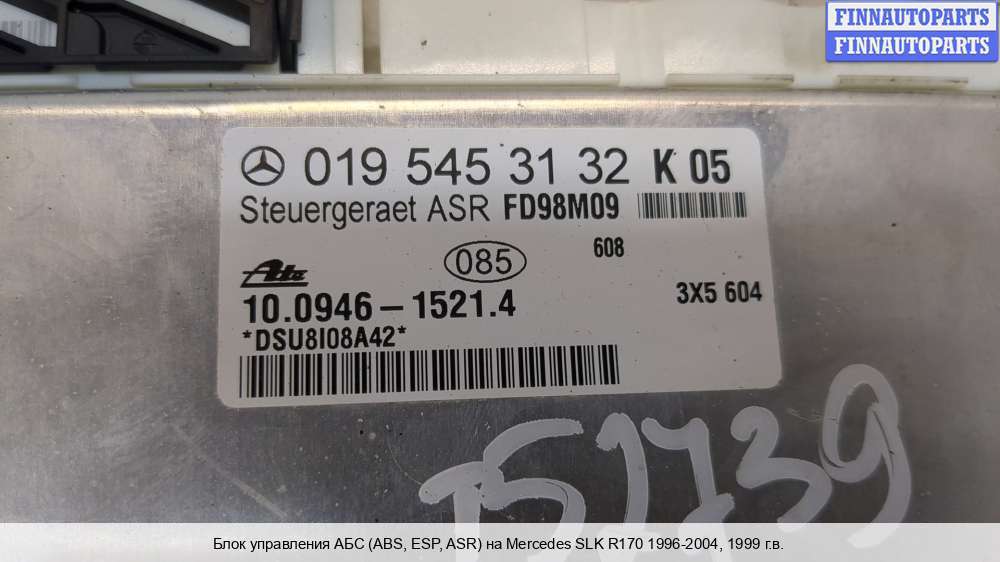 FINNAUTOPARTS
FINNAUTOPARTS
019 545 31 32 K 05
Steuergeraet ASR FD98M09
085
608
Ate
10.0946-1521.4
3X5 604
*DSU8I08A42*
Блок управления АБС (ABS, ESP, ASR) на Mercedes SLK R170 1996-2004, 1999 г.в.